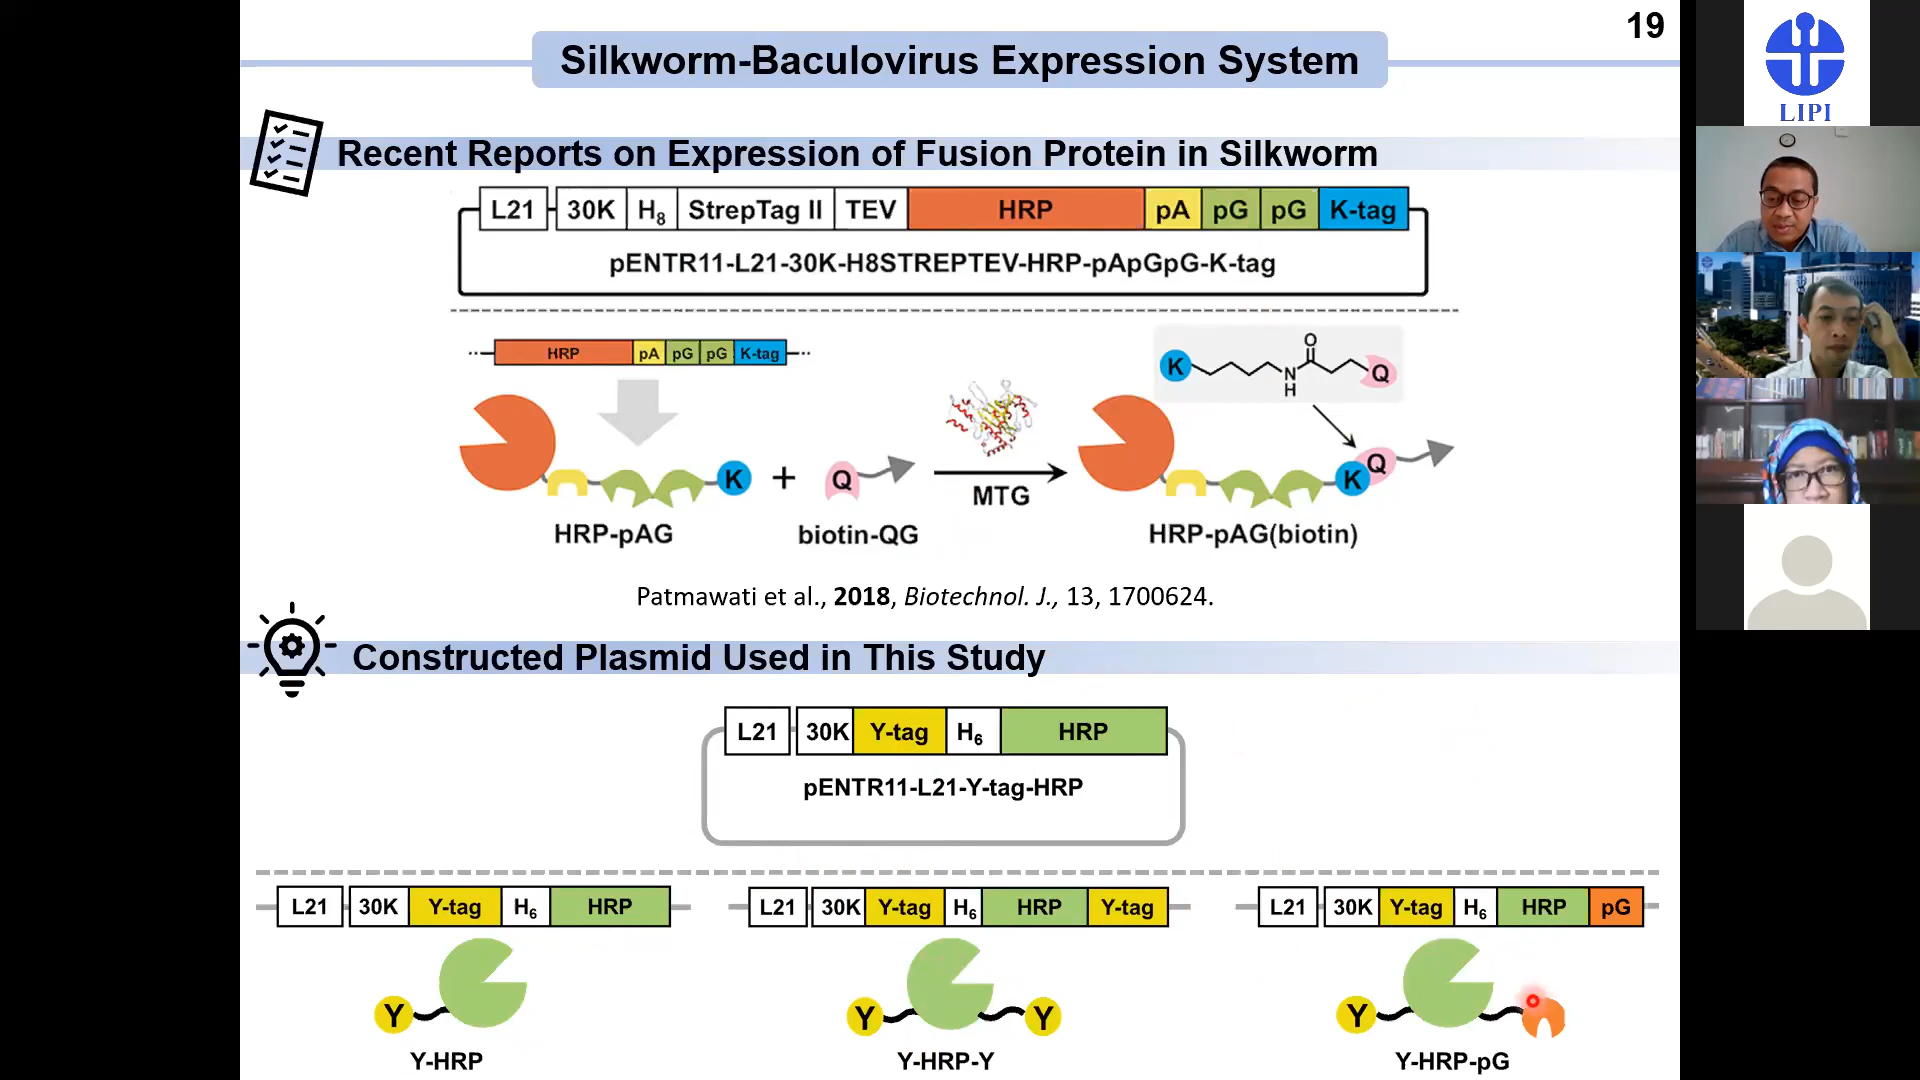 19
Silkworm-Baculovirus Expression System
Recent Reports on Expression of Fusion Protein in Silkworm
L21 30K H8 StrepTag II TEV HRP pA pG pG K-tag
pENTR11-L21-30K-H8STREPTEV-HRP-pApGpG-K-tag
HRP pA pG pG K-tag
K N H O Q
K + Q MTG K Q
HRP-pAG biotin-QG HRP-pAG(biotin)
Patmawati et al., 2018, Biotechnol. J., 13, 1700624.
Constructed Plasmid Used in This Study
L21 30K Y-tag H6 HRP
pENTR11-L21-Y-tag-HRP
L21 30K Y-tag H6 HRP
Y
Y-HRP
L21 30K Y-tag H6 HRP Y-tag
Y Y
Y-HRP-Y
L21 30K Y-tag H6 HRP pG
Y
Y-HRP-pG
LIPI